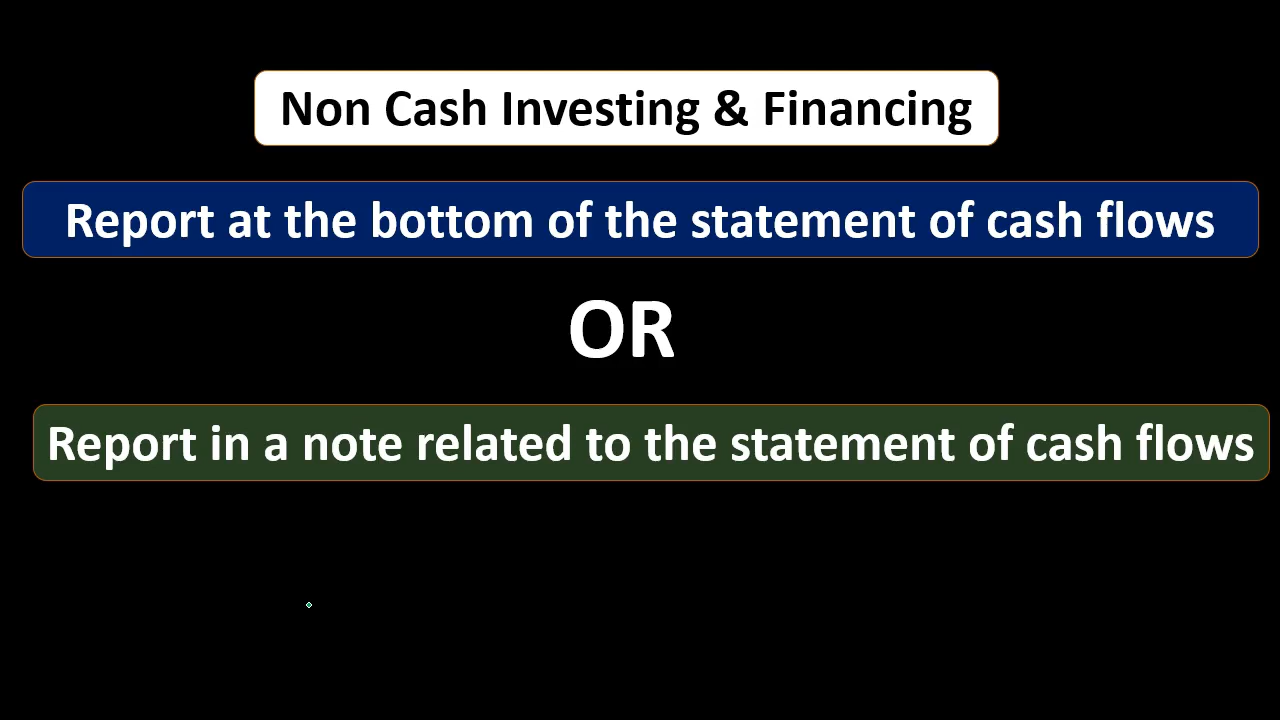 Non Cash Investing & Financing
Report at the bottom of the statement of cash flows
OR
Report in a note related to the statement of cash flows